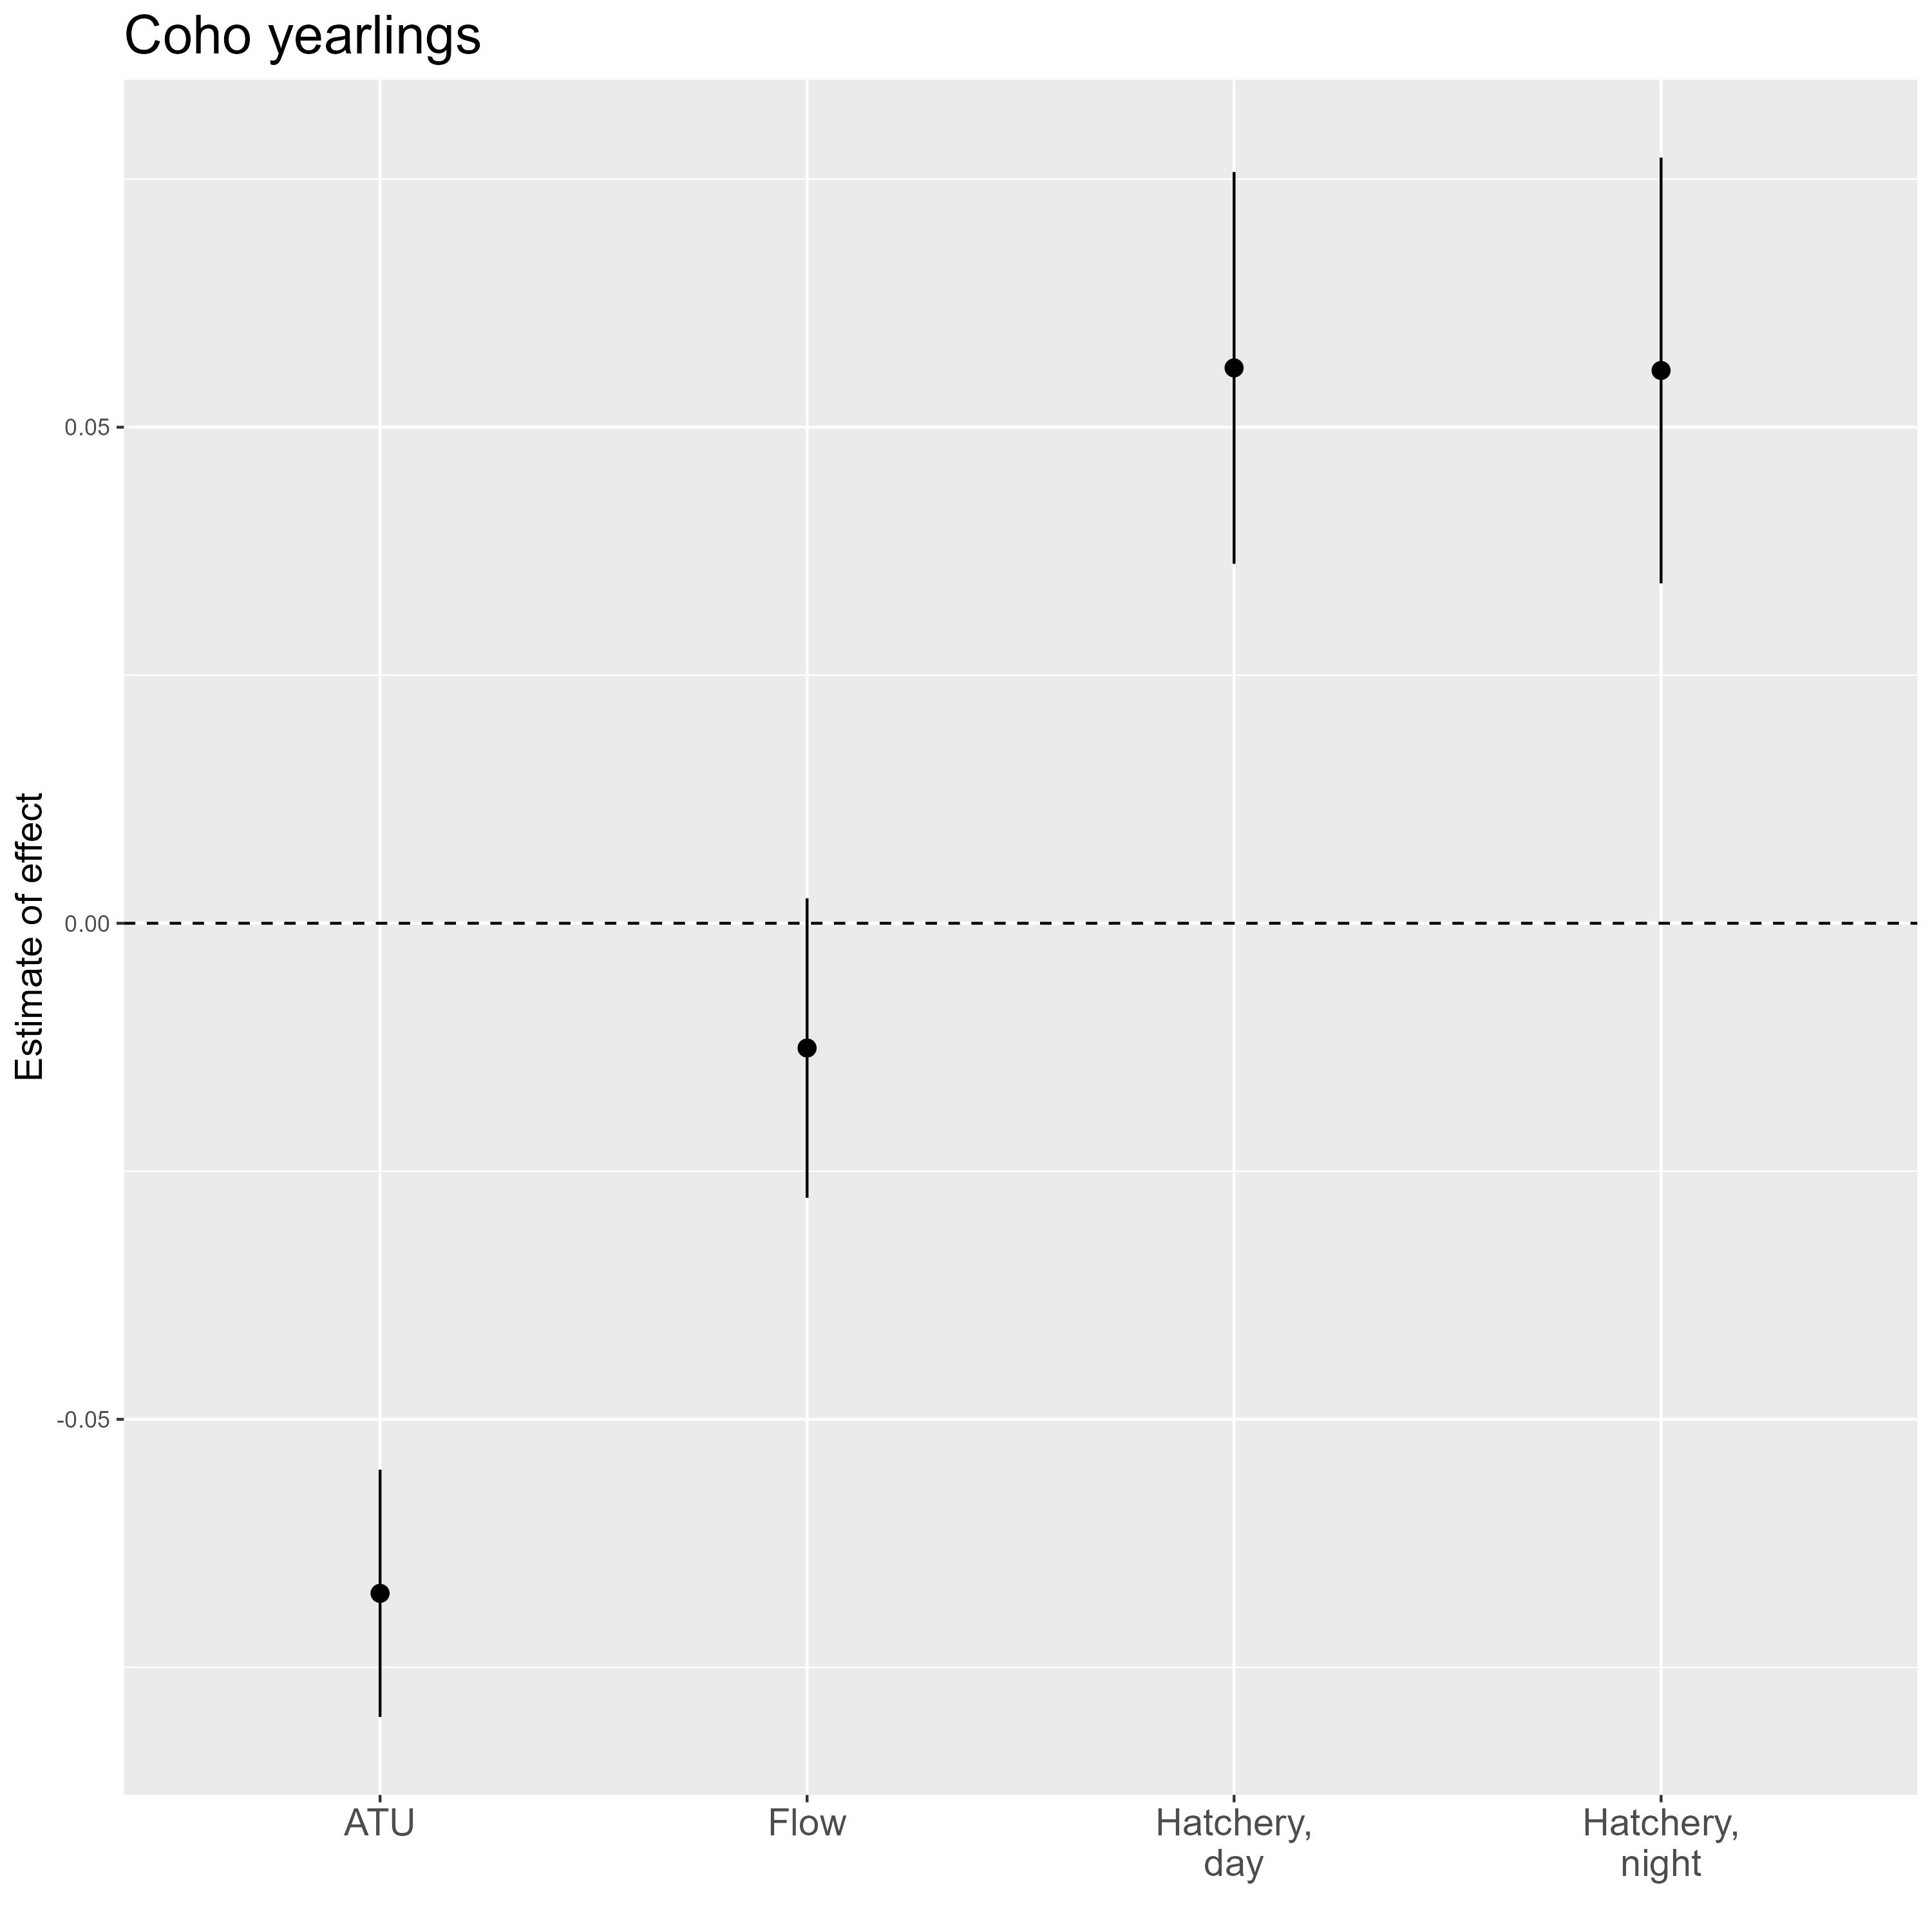 Coho yearlings
Estimate of effect
0.05
0.00
-0.05
ATU
Flow
Hatchery,
day
Hatchery,
night